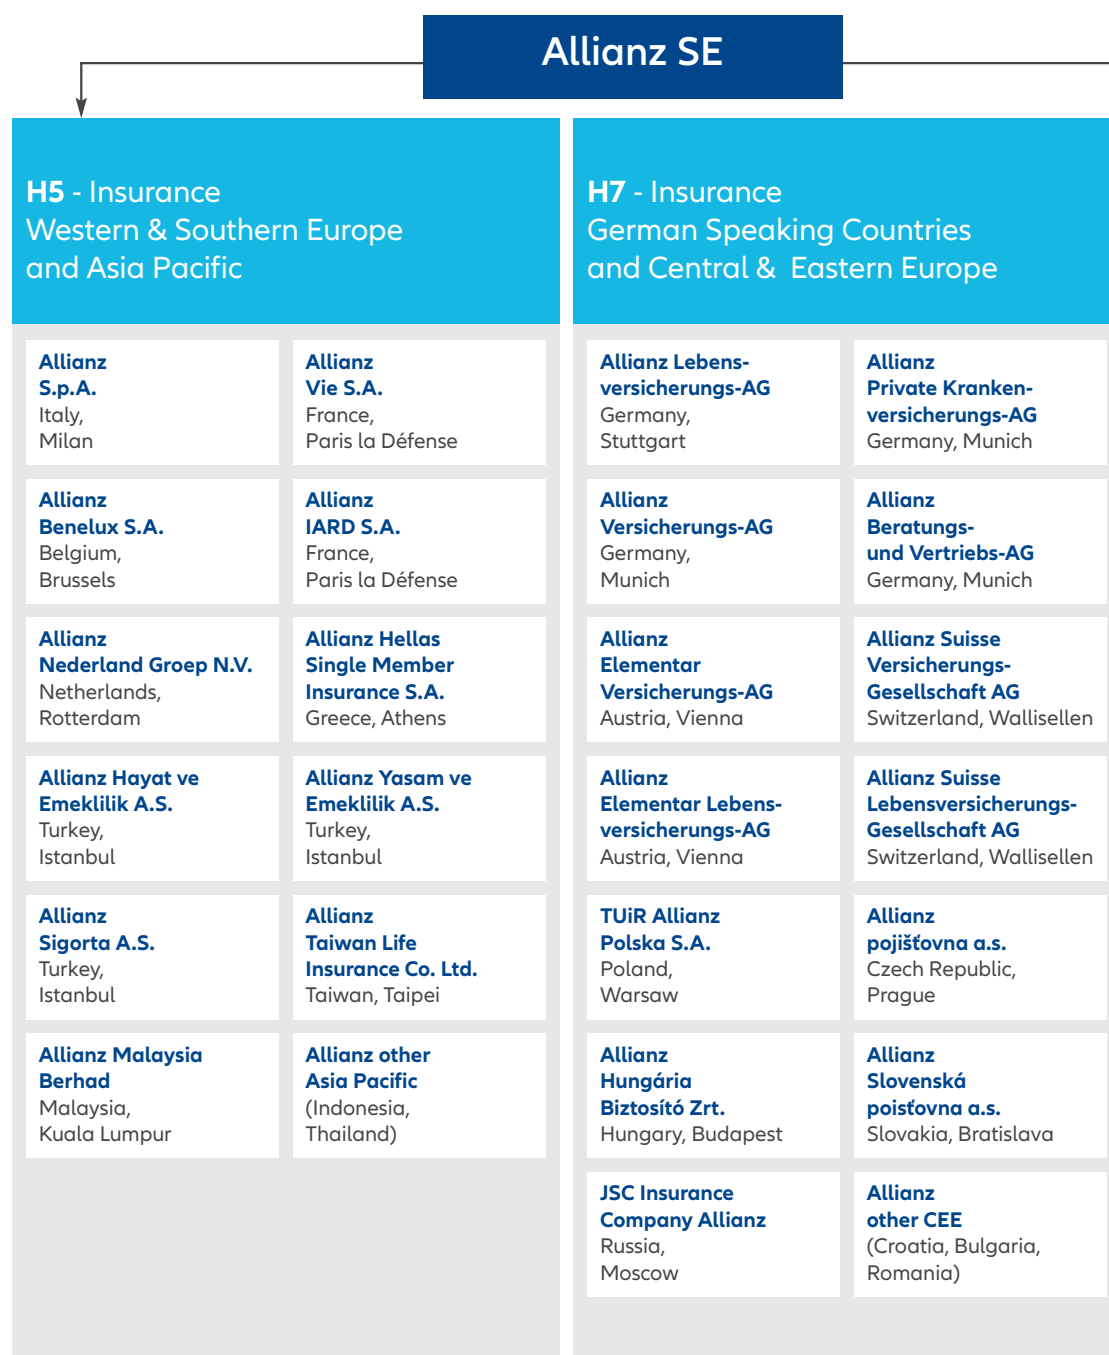 Allianz SE
H5 - Insurance
Western & Southern Europe
and Asia Pacific
Allianz
S.p.A.
Italy,
Milan
Allianz
Vie S.A.
France,
Paris la Défense
Allianz
Benelux S.A.
Belgium,
Brussels
Allianz
IARD S.A.
France,
Paris la Défense
Allianz
Nederland Groep N.V.
Netherlands,
Rotterdam
Allianz Hellas
Single Member
Insurance S.A.
Greece, Athens
Allianz Hayat ve
Emeklilik A.S.
Turkey,
Istanbul
Allianz Yasam ve
Emeklilik A.S.
Turkey,
Istanbul
Allianz
Sigorta A.S.
Turkey,
Istanbul
Allianz
Taiwan Life
Insurance Co. Ltd.
Taiwan, Taipei
Allianz Malaysia
Berhad
Malaysia,
Kuala Lumpur
Allianz other
Asia Pacific
(Indonesia,
Thailand)
H7 - Insurance
German Speaking Countries
and Central & Eastern Europe
Allianz Lebens-
versicherungs-AG
Germany,
Stuttgart
Allianz
Private Kranken-
versicherungs-AG
Germany, Munich
Allianz
Versicherungs-AG
Germany,
Munich
Allianz
Beratungs-
und Vertriebs-AG
Germany, Munich
Allianz
Elementar
Versicherungs-AG
Austria, Vienna
Allianz Suisse
Versicherungs-
Gesellschaft AG
Switzerland, Wallisellen
Allianz
Elementar Lebens-
versicherungs-AG
Austria, Vienna
Allianz Suisse
Lebensversicherungs-
Gesellschaft AG
Switzerland, Wallisellen
TUiR Allianz
Polska S.A.
Poland,
Warsaw
Allianz
pojišťovna a.s.
Czech Republic,
Prague
Allianz
Hungária
Biztosító Zrt.
Hungary, Budapest
Allianz
Slovenská
poisťovna a.s.
Slovakia, Bratislava
JSC Insurance
Company Allianz
Russia,
Moscow
Allianz
other CEE
(Croatia, Bulgaria,
Romania)